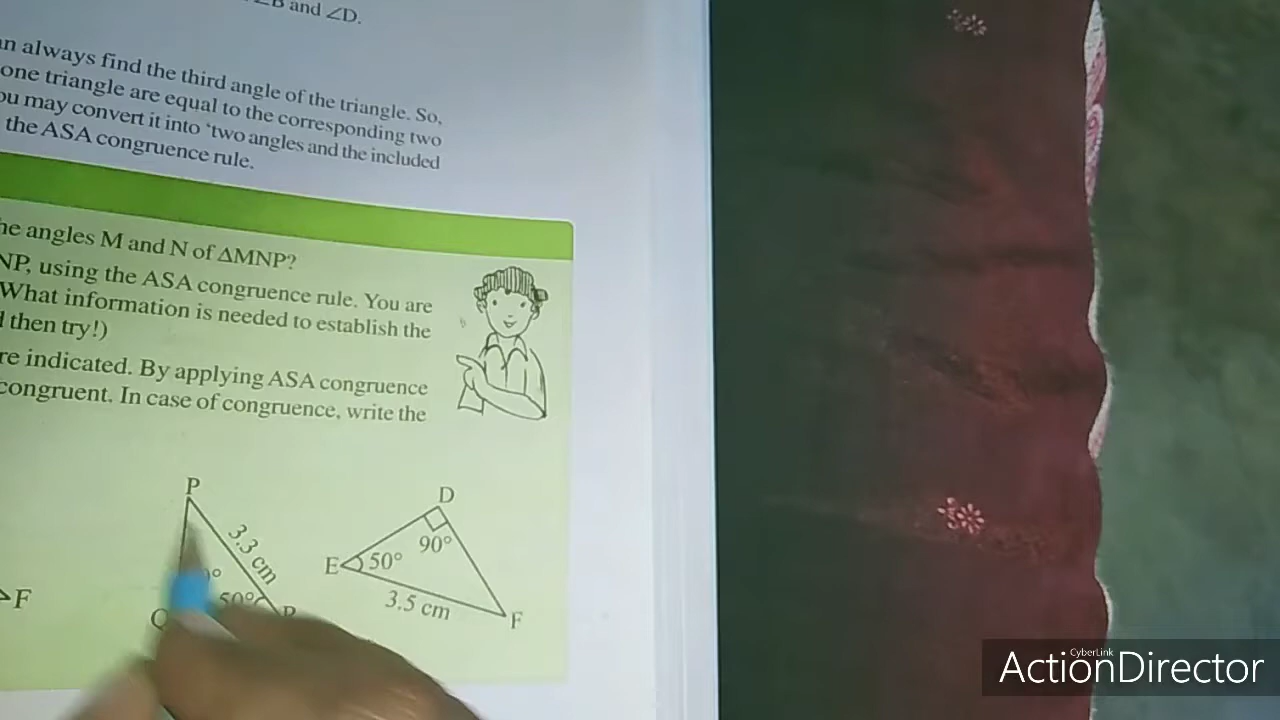 and ∠D.
always find the third angle of the triangle. So,
one triangle are equal to the corresponding two
may convert it into ‘two angles and the included
the ASA congruence rule.
angles M and N of ΔMNP?
NP, using the ASA congruence rule. You are
What information is needed to establish the
then try!)
indicated. By applying ASA congruence
congruent. In case of congruence, write the
P
D
3.3 cm
90°
E
50°
50°
3.5 cm
F
Q
F
CyberLink
ActionDirector